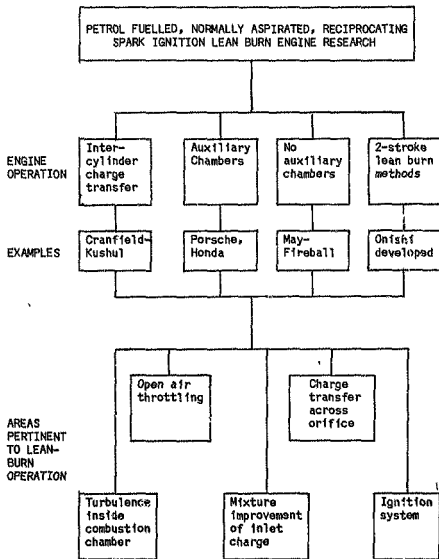 PETROL FUELLED, NORMALLY ASPIRATED, RECIPROCATING
SPARK IGNITION LEAN BURN ENGINE RESEARCH
ENGINE
OPERATION
Inter-
cylinder
charge
transfer
Auxiliary
Chambers
No
auxiliary
chambers
2-stroke
lean burn
methods
EXAMPLES
Cranfield-
Kushul
Porsche,
Honda
May-
Fireball
Onishi
developed
AREAS
PERTINENT
TO LEAN-
BURN
OPERATION
Open air
throttling
Charge
transfer
across
orifice
Turbulence
inside
combustion
chamber
Mixture
improvement
of inlet
charge
Ignition
system